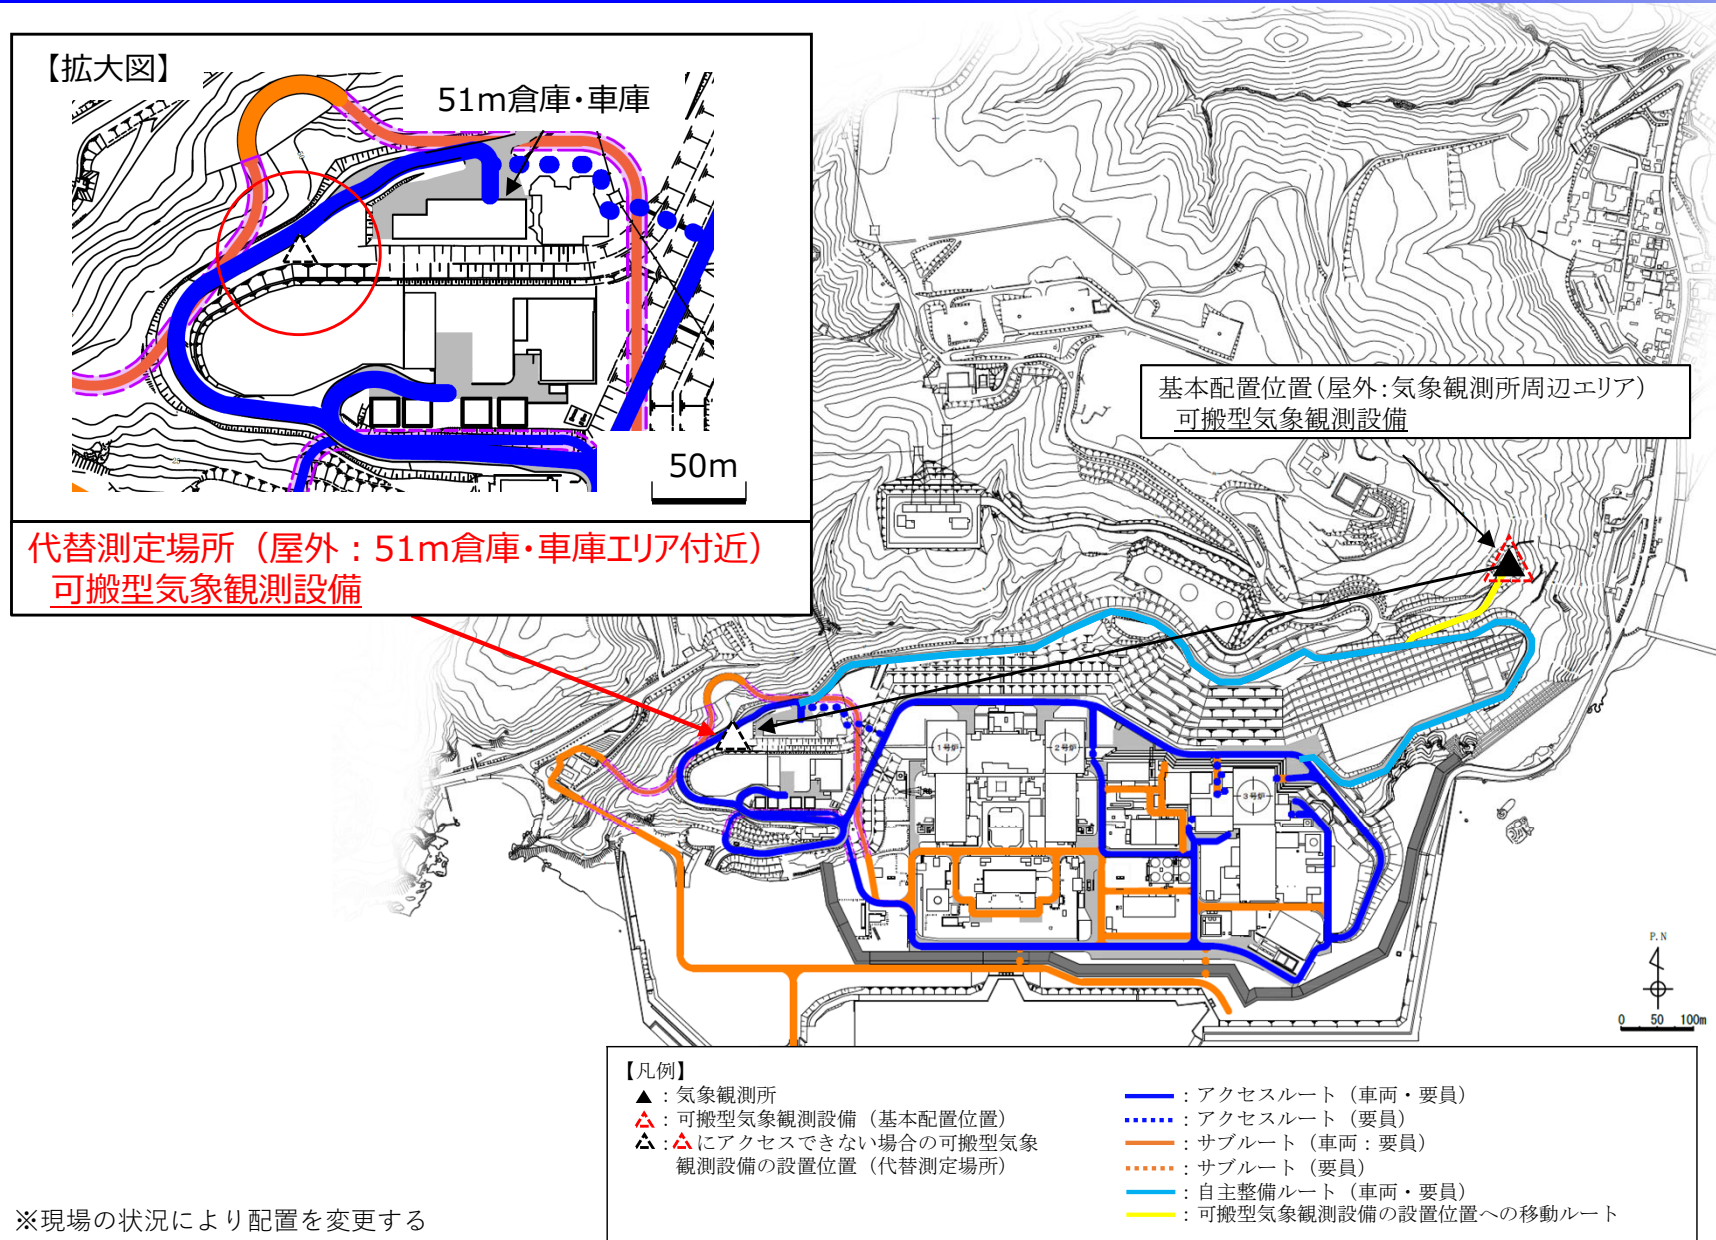 【拡大図】
51m倉庫・車庫
50m
代替測定場所（屋外：51m倉庫・車庫エリア付近）
可搬型気象観測設備
基本配置位置(屋外：気象観測所周辺エリア)
可搬型気象観測設備
1号炉
2号炉
3号炉
P.N
0 50 100m
【凡例】
▲：気象観測所
：可搬型気象観測設備（基本配置位置）
：にアクセスできない場合の可搬型気象
観測設備の設置位置（代替測定場所）
：アクセスルート（車両・要員）
：アクセスルート（要員）
：サブルート（車両：要員）
：サブルート（要員）
：自主整備ルート（車両・要員）
：可搬型気象観測設備の設置位置への移動ルート
※現場の状況により配置を変更する